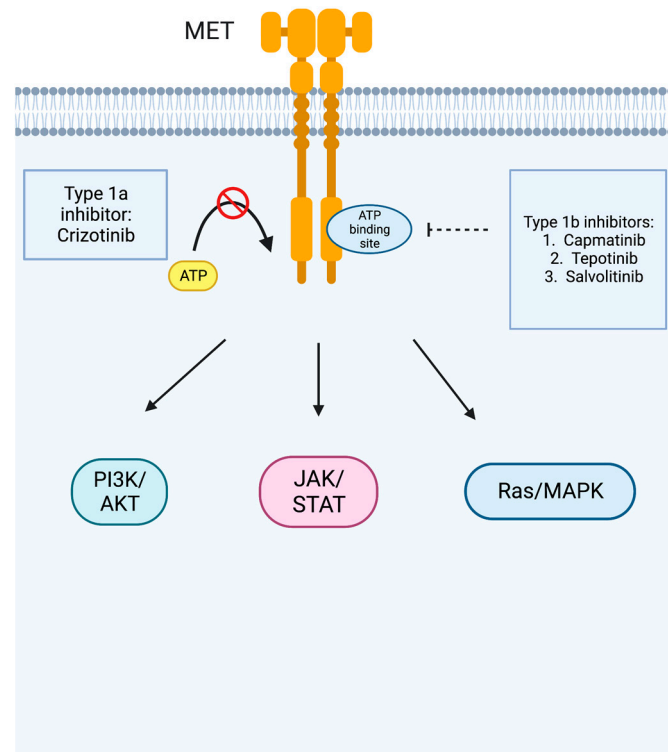 MET
Type 1a
inhibitor:
Crizotinib
ATP
ATP
binding
site
Type 1b inhibitors:
1. Capmatinib
2. Tepotinib
3. Salvolitinib
PI3K/
AKT
JAK/
STAT
Ras/MAPK